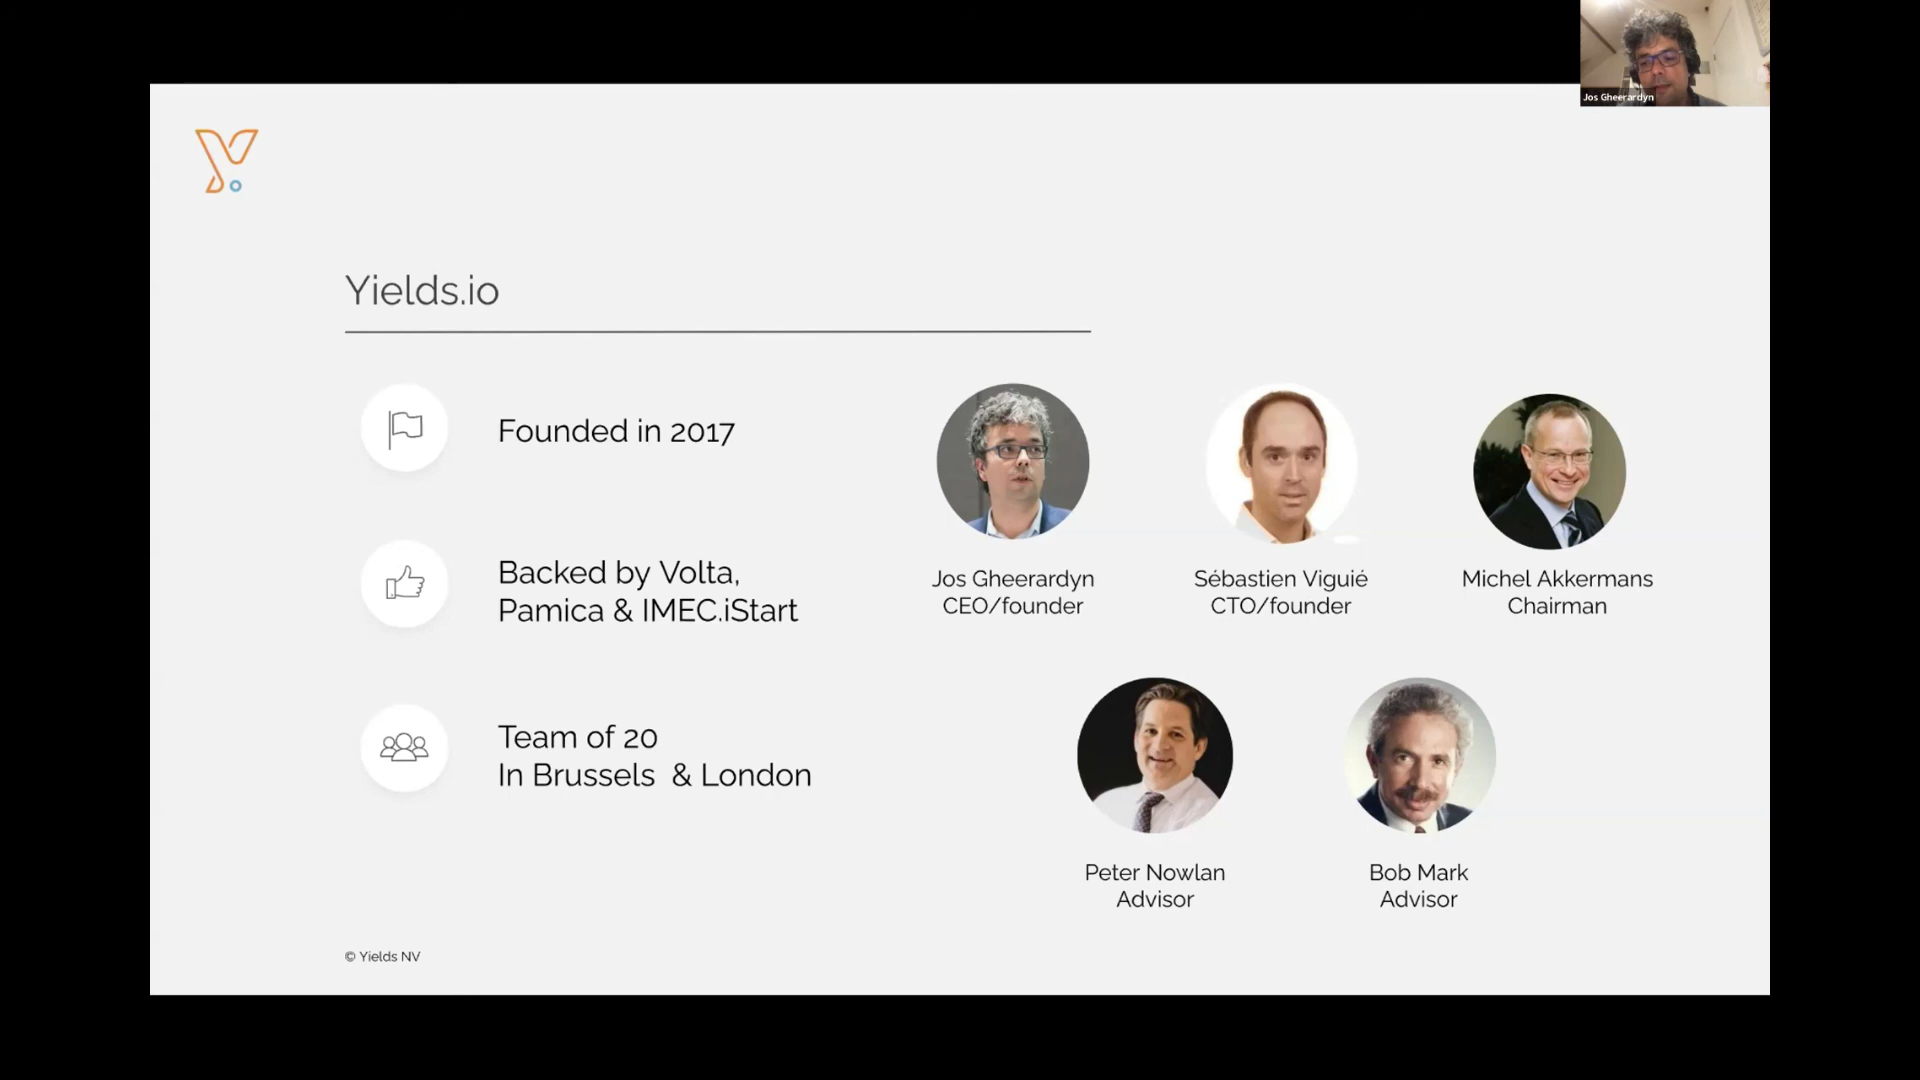 Jos Gheerardyn
Yields.io
Founded in 2017
Backed by Volta,
Pamica & IMEC.iStart
Team of 20
In Brussels & London
Jos Gheerardyn
CEO/founder
Sébastien Viguié
CTO/founder
Michel Akkermans
Chairman
Peter Nowlan
Advisor
Bob Mark
Advisor
© Yields NV